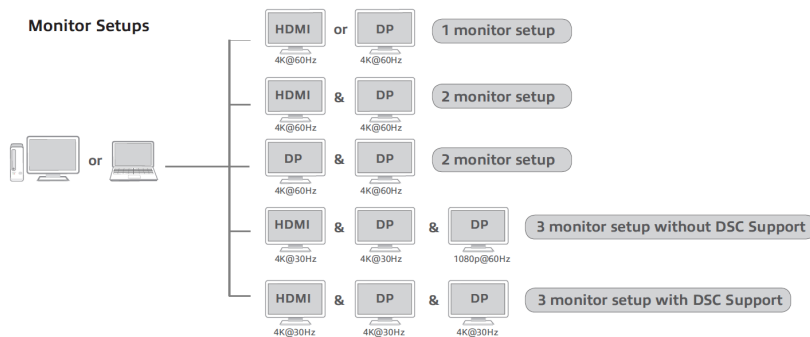 Monitor Setups
HDMI or DP 1 monitor setup
4K@60Hz 4K@60Hz
HDMI & DP 2 monitor setup
4K@60Hz 4K@60Hz
or
DP & DP 2 monitor setup
4K@60Hz 4K@60Hz
HDMI & DP & DP 3 monitor setup without DSC Support
4K@30Hz 4K@30Hz 1080p@60Hz
HDMI & DP & DP 3 monitor setup with DSC Support
4K@30Hz 4K@30Hz 4K@30Hz